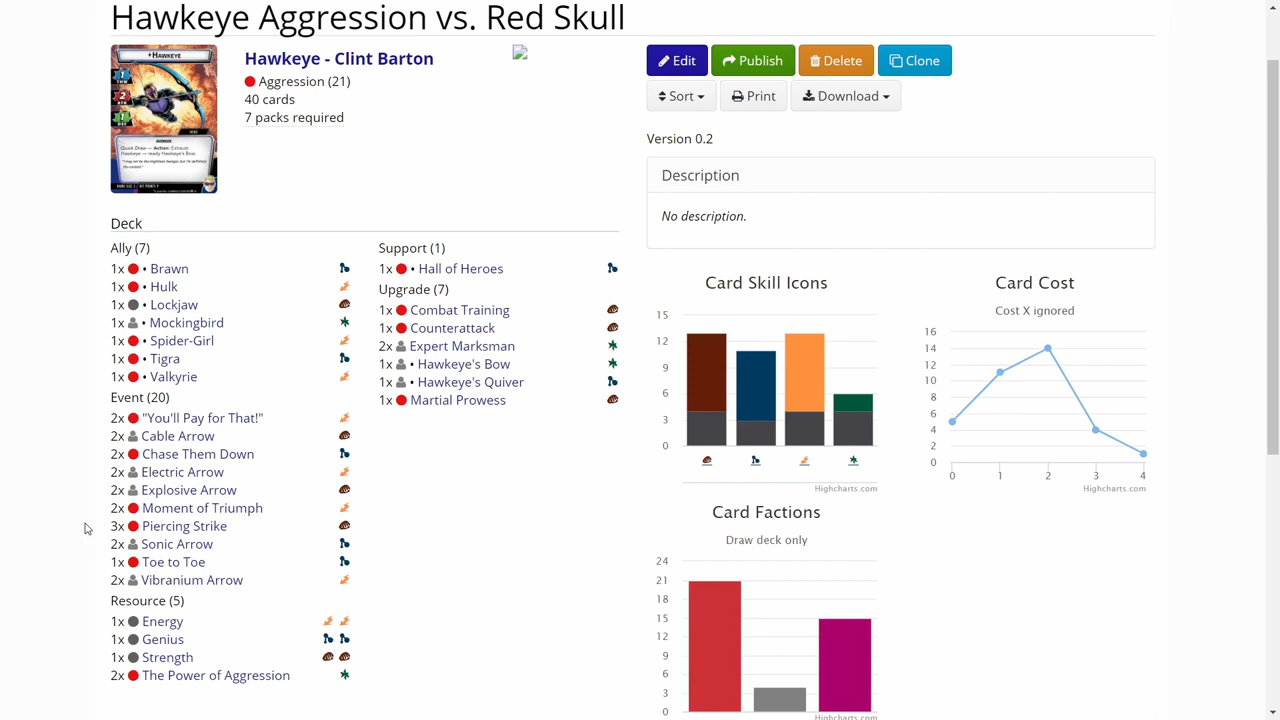 Hawkeye Aggression vs. Red Skull
HAWKEYE
Hawkeye - Clint Barton
Aggression (21)
40 cards
7 packs required
Edit
Publish
Delete
Clone
Sort
Print
Download
Version 0.2
Description
No description.
Deck
Ally (7)
1x • Brawn
1x • Hulk
1x • Lockjaw
1x • Mockingbird
1x • Spider-Girl
1x • Tigra
1x • Valkyrie
Event (20)
2x "You'll Pay for That!"
2x Cable Arrow
2x Chase Them Down
2x Electric Arrow
2x Explosive Arrow
2x Moment of Triumph
3x Piercing Strike
2x Sonic Arrow
1x Toe to Toe
2x Vibranium Arrow
Resource (5)
1x Energy
1x Genius
1x Strength
2x The Power of Aggression
Support (1)
1x • Hall of Heroes
Upgrade (7)
1x Combat Training
1x Counterattack
2x Expert Marksman
1x • Hawkeye's Bow
1x • Hawkeye's Quiver
1x Martial Prowess
Card Skill Icons
15
12
9
6
3
0
Highcharts.com
Card Cost
Cost X ignored
16
14
12
10
8
6
4
2
0
0 1 2 3 4
Highcharts.com
Card Factions
Draw deck only
24
21
18
15
12
9
6
3
0
Highcharts.com